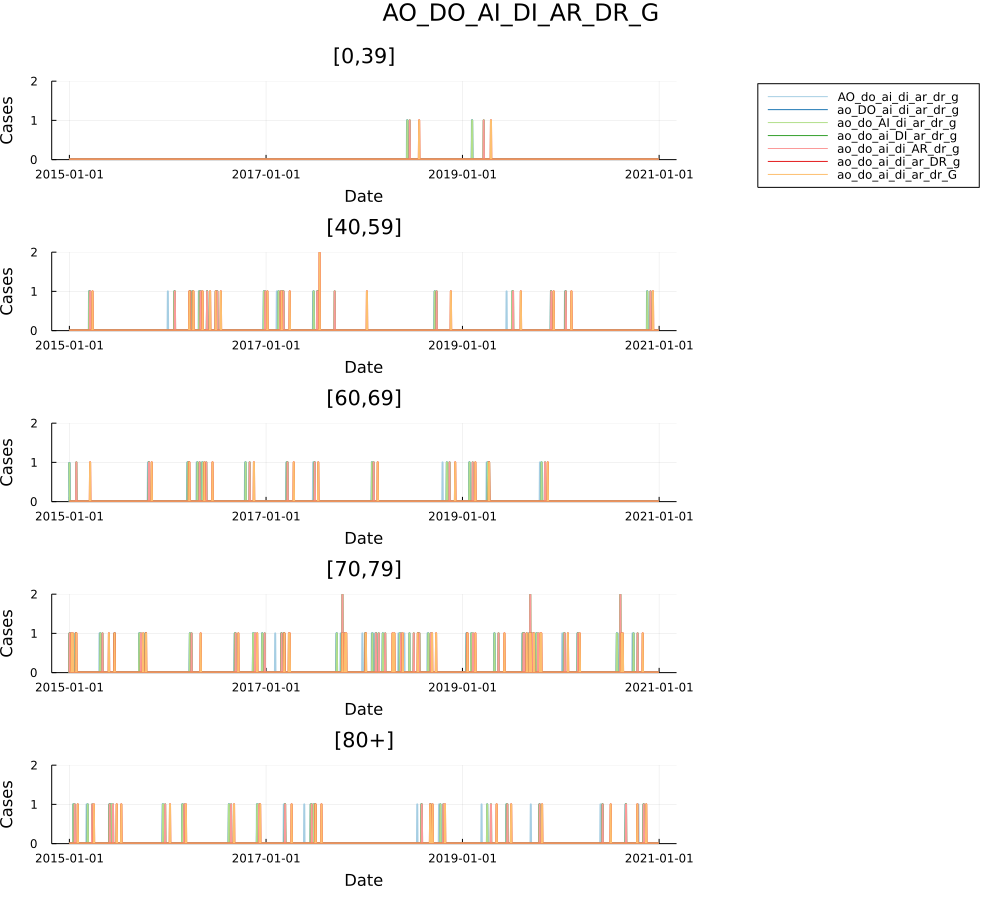 AO_DO_AI_DI_AR_DR_G
[0,39]
2
1
0
Cases
2015-01-01 2017-01-01 2019-01-01 2021-01-01
Date
AO_do_ai_di_ar_dr_g
ao_DO_ai_di_ar_dr_g
ao_do_AI_di_ar_dr_g
ao_do_ai_DI_ar_dr_g
ao_do_ai_di_AR_dr_g
ao_do_ai_di_ar_DR_g
ao_do_ai_di_ar_dr_G
[40,59]
2
1
0
Cases
2015-01-01 2017-01-01 2019-01-01 2021-01-01
Date
[60,69]
2
1
0
Cases
2015-01-01 2017-01-01 2019-01-01 2021-01-01
Date
[70,79]
2
1
0
Cases
2015-01-01 2017-01-01 2019-01-01 2021-01-01
Date
[80+]
2
1
0
Cases
2015-01-01 2017-01-01 2019-01-01 2021-01-01
Date